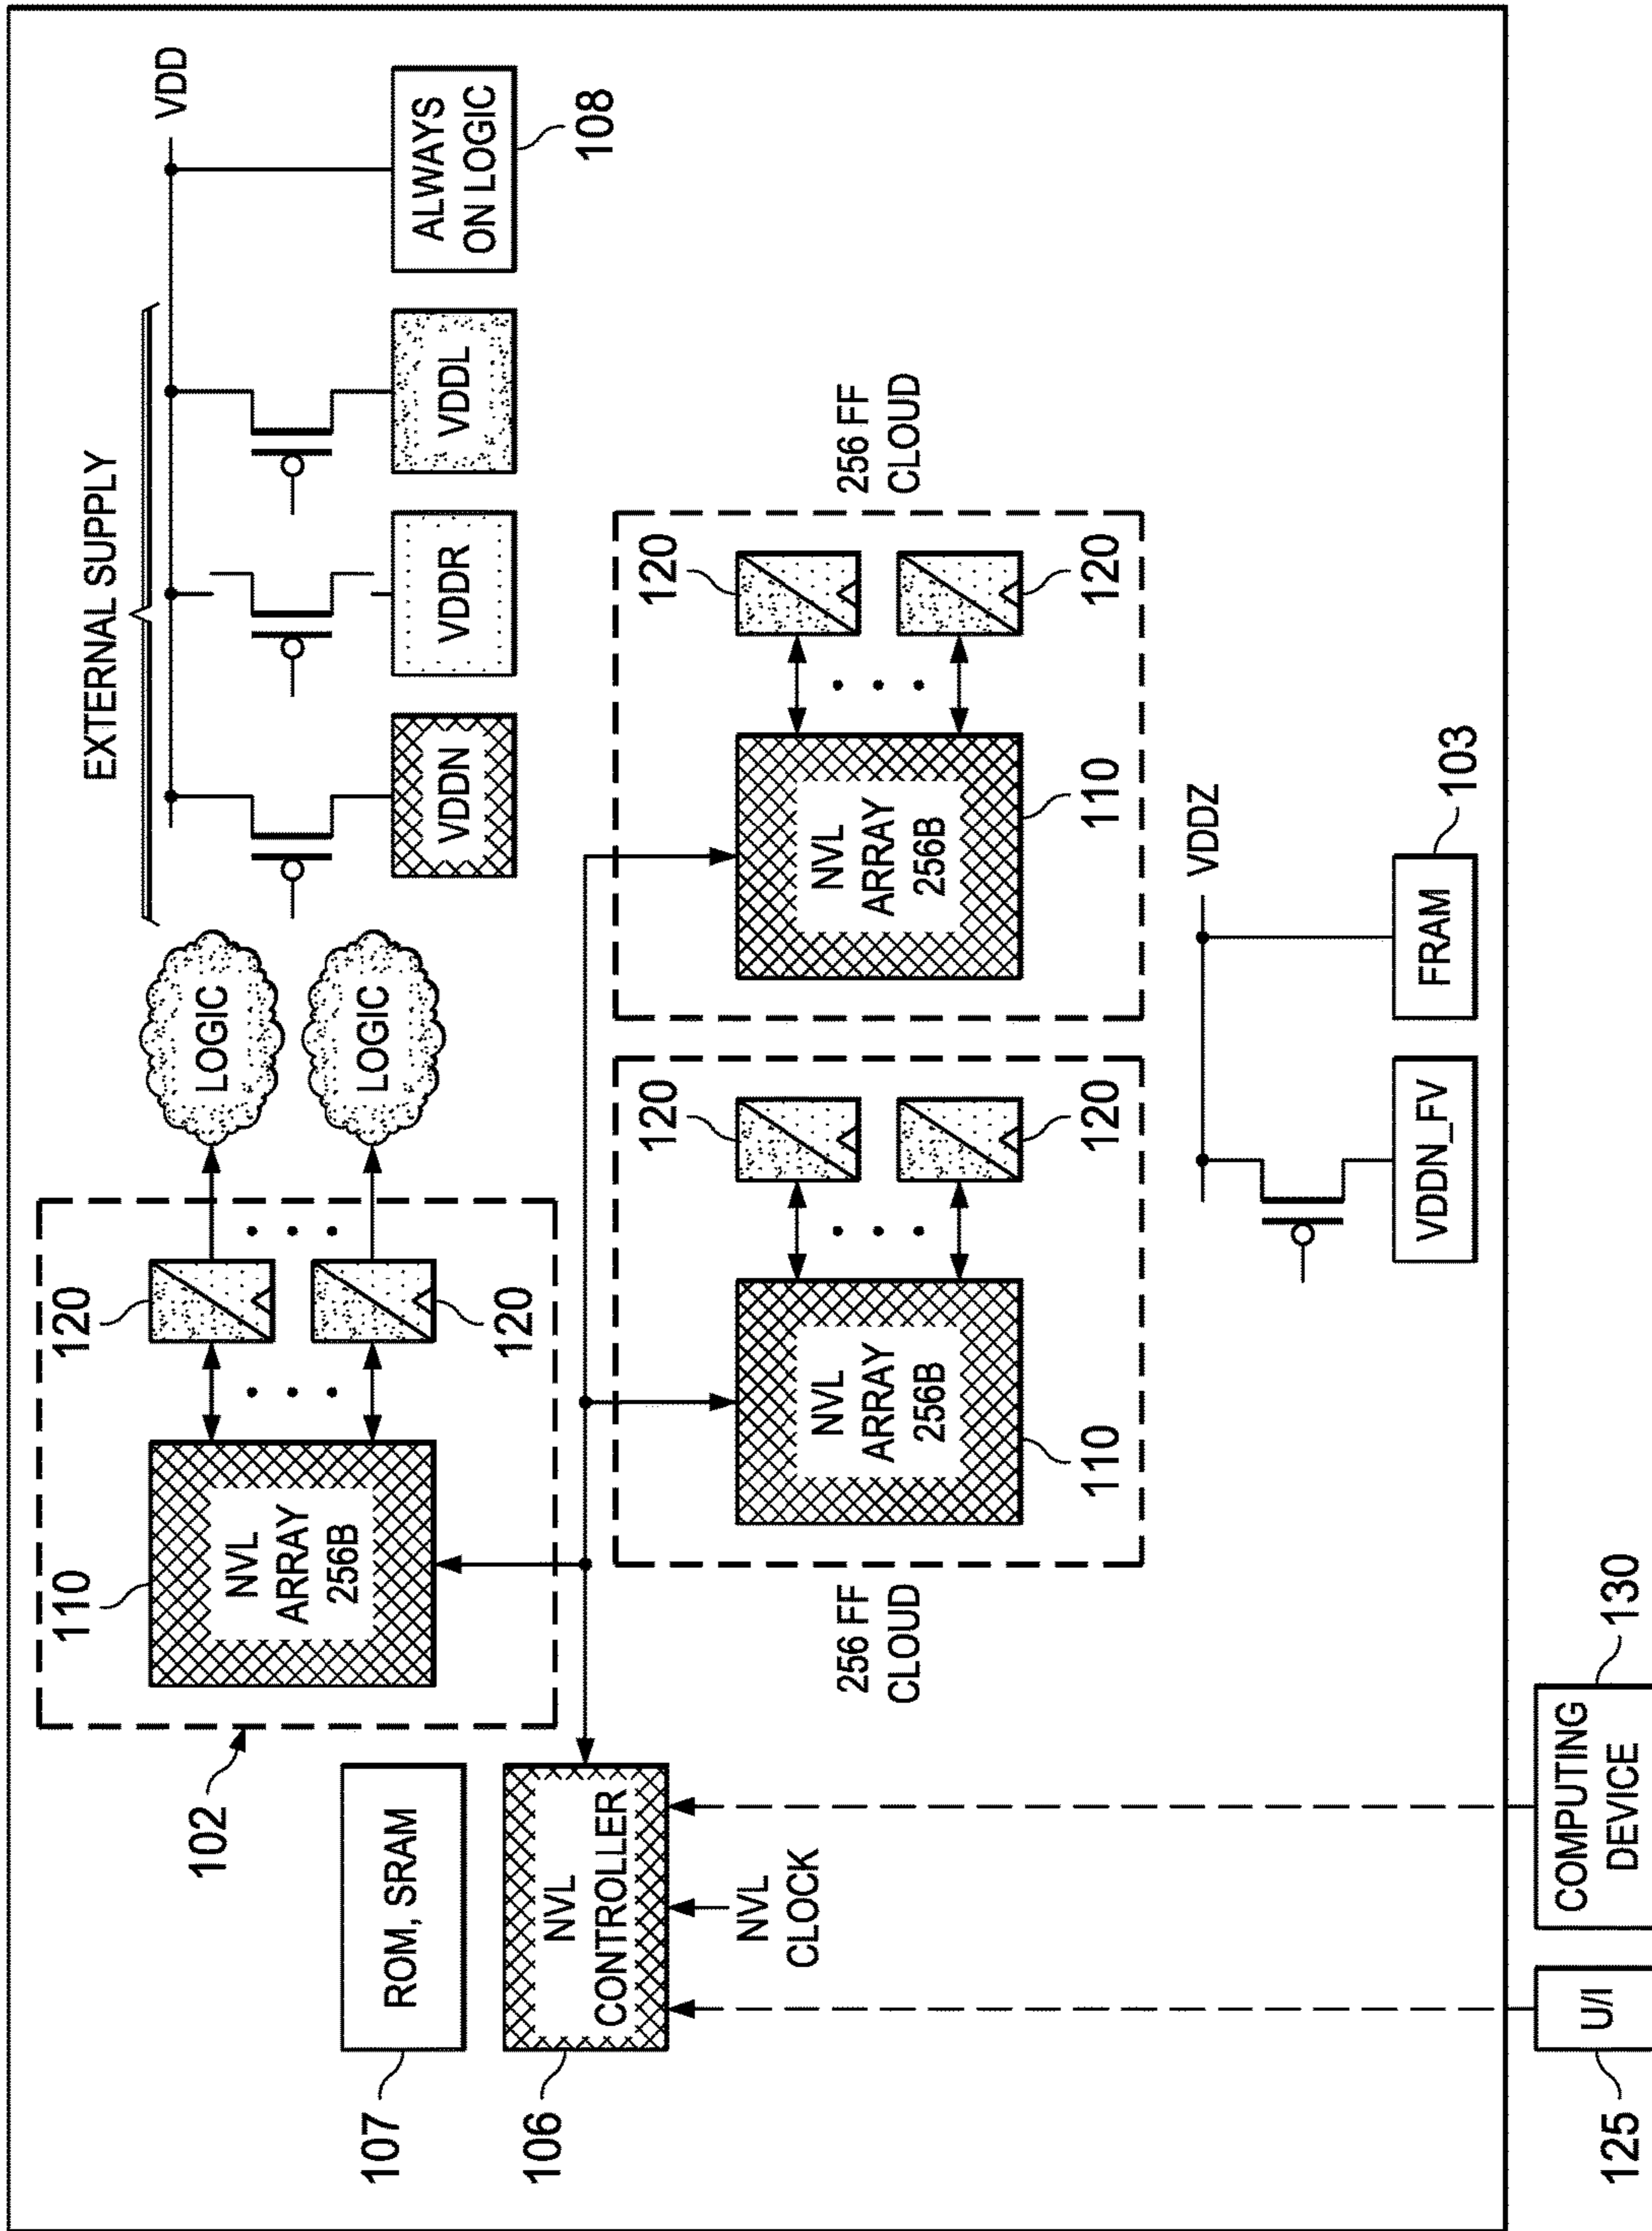 107
ROM, SRAM
102
110
NVL
ARRAY
256B
120
120
LOGIC
LOGIC
EXTERNAL SUPPLY
VDD
VDDN
VDDR
VDDL
ALWAYS
ON LOGIC
108
106
NVL
CONTROLLER
NVL
CLOCK
256 FF
CLOUD
NVL
ARRAY
256B
110
120
120
256 FF
CLOUD
NVL
ARRAY
256B
110
120
120
VDDZ
VDDN_FV
FRAM
103
125
U/I
COMPUTING
DEVICE
130